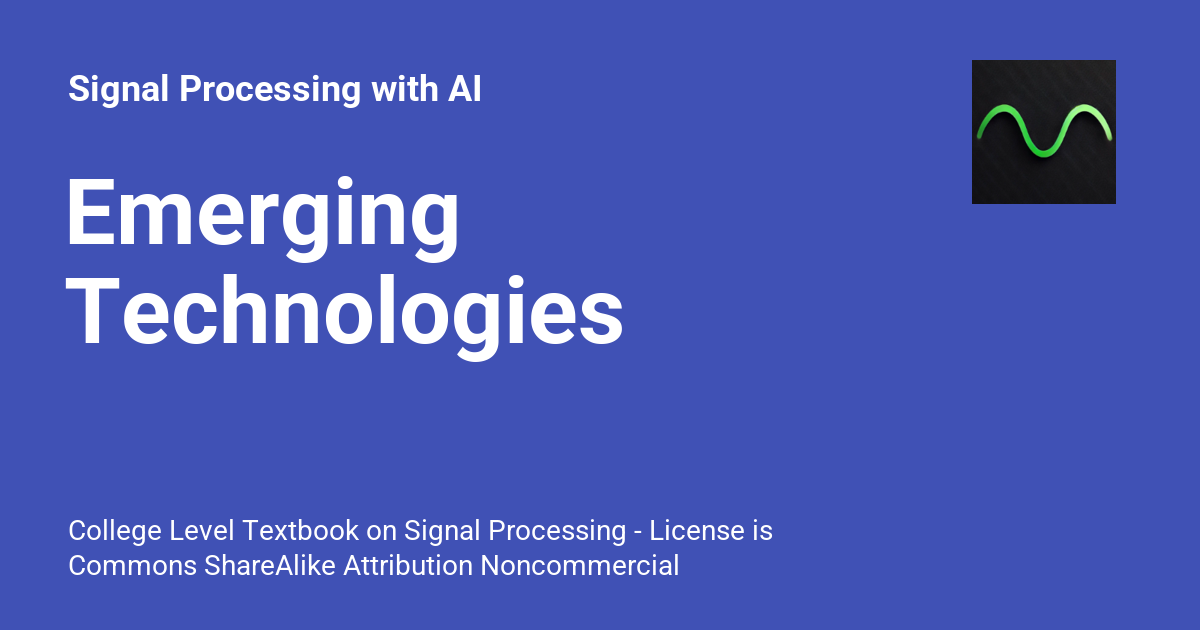 Signal Processing with AI
Emerging
Technologies
College Level Textbook on Signal Processing - License is
Commons ShareAlike Attribution Noncommercial